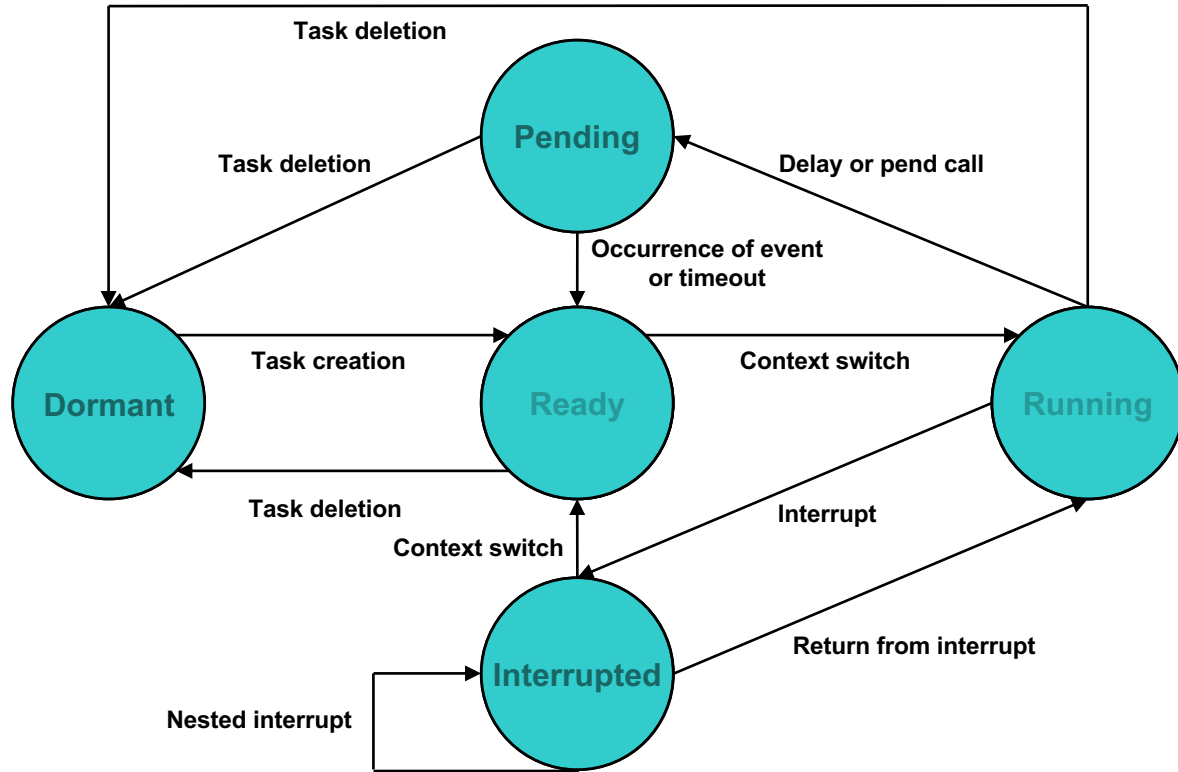 Task deletion
Pending
Task deletion
Delay or pend call
Occurrence of event
or timeout
Task creation
Context switch
Dormant
Ready
Running
Task deletion
Interrupt
Context switch
Return from interrupt
Interrupted
Nested interrupt